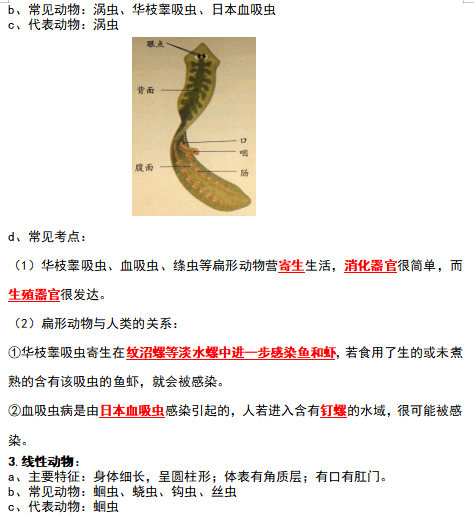 b、常见动物：涡虫、华枝睾吸虫、日本血吸虫
c、代表动物：涡虫
眼点
背面
口
咽
腹面
肠
d、常见考点：
（1）华枝睾吸虫、血吸虫、绦虫等扁形动物营寄生生活，消化器官很简单，而
生殖器官很发达。
（2）扁形动物与人类的关系：
①华枝睾吸虫寄生在纹沼螺等淡水螺中进一步感染鱼和虾,若食用了生的或未煮
熟的含有该吸虫的鱼虾，就会被感染。
②血吸虫病是由日本血吸虫感染引起的，人若进入含有钉螺的水域，很可能被感
染。
3.线性动物：
a、主要特征：身体细长，呈圆柱形；体表有角质层；有口有肛门。
b、常见动物：蛔虫、蛲虫、钩虫、丝虫
c、代表动物：蛔虫